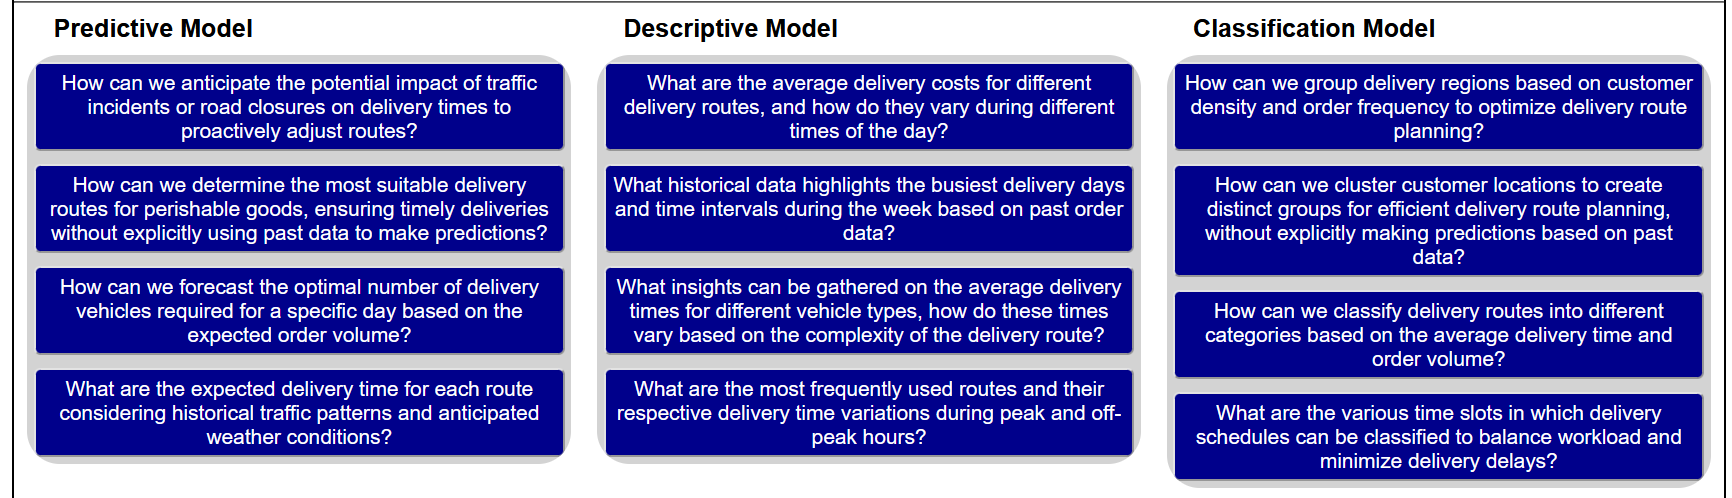 Predictive Model
How can we anticipate the potential impact of traffic
incidents or road closures on delivery times to
proactively adjust routes?
How can we determine the most suitable delivery
routes for perishable goods, ensuring timely deliveries
without explicitly using past data to make predictions?
How can we forecast the optimal number of delivery
vehicles required for a specific day based on the
expected order volume?
What are the expected delivery time for each route
considering historical traffic patterns and anticipated
weather conditions?
Descriptive Model
What are the average delivery costs for different
delivery routes, and how do they vary during different
times of the day?
What historical data highlights the busiest delivery days
and time intervals during the week based on past order
data?
What insights can be gathered on the average delivery
times for different vehicle types, how do these times
vary based on the complexity of the delivery route?
What are the most frequently used routes and their
respective delivery time variations during peak and off-
peak hours?
Classification Model
How can we group delivery regions based on customer
density and order frequency to optimize delivery route
planning?
How can we cluster customer locations to create
distinct groups for efficient delivery route planning,
without explicitly making predictions based on past
data?
How can we classify delivery routes into different
categories based on the average delivery time and
order volume?
What are the various time slots in which delivery
schedules can be classified to balance workload and
minimize delivery delays?